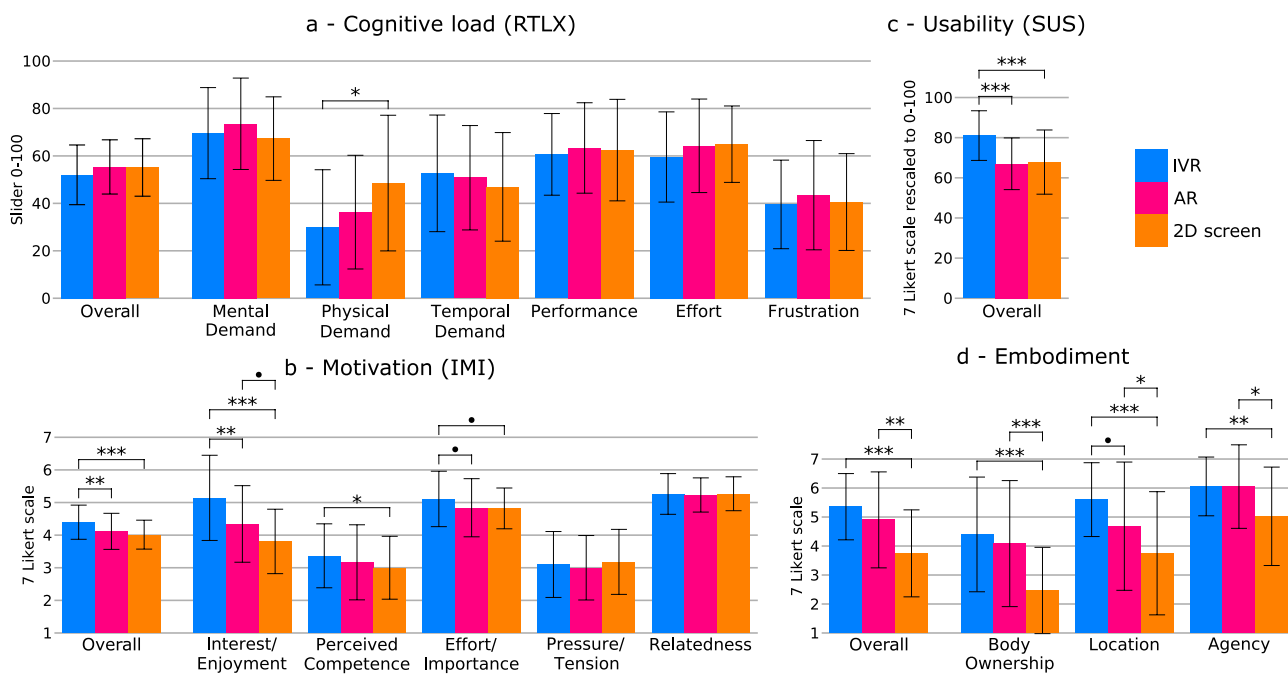 a - Cognitive load (RTLX)
Slider 0-100
100
80
60
40
20
0
*
Overall
Mental
Demand
Physical
Demand
Temporal
Demand
Performance
Effort
Frustration
c - Usability (SUS)
7 Likert scale rescaled to 0-100
100
80
60
40
20
80
100
0
***
***
Overall
IVR
AR
2D screen
b - Motivation (IMI)
7 Likert scale
7
6
5
4
3
2
1
***
**
•
***
**
*
•
•
Overall
Interest/
Enjoyment
Perceived
Competence
Effort/
Importance
Pressure/
Tension
Relatedness
d - Embodiment
7 Likert scale
7
6
5
4
3
2
1
**
***
***
***
*
***
•
*
**
Overall
Body
Ownership
Location
Agency